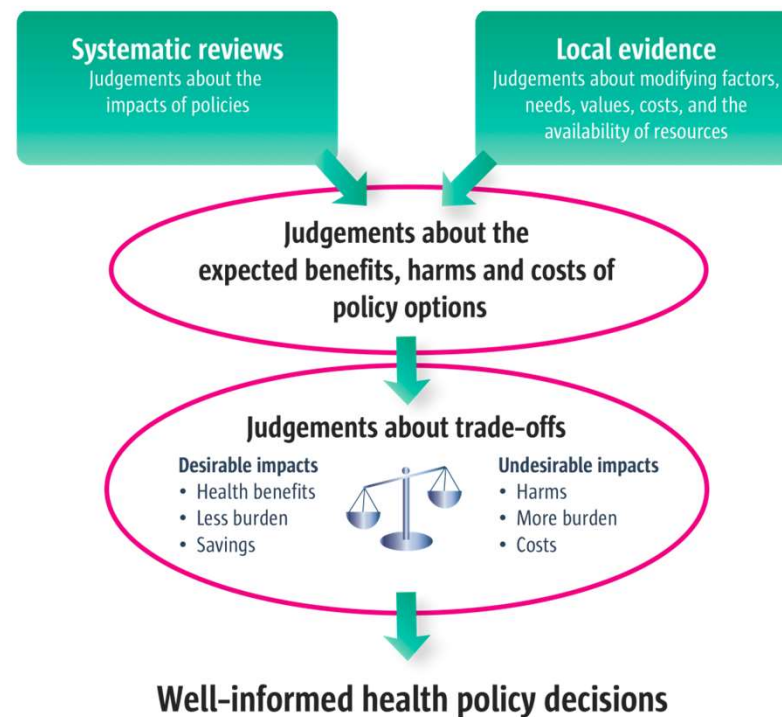 Systematic reviews
Judgements about the
impacts of policies
Local evidence
Judgements about modifying factors,
needs, values, costs, and the
availability of resources
Judgements about the
expected benefits, harms and costs of
policy options
Judgements about trade-offs
Desirable impacts
• Health benefits
• Less burden
• Savings
Undesirable impacts
• Harms
• More burden
• Costs
Well-informed health policy decisions